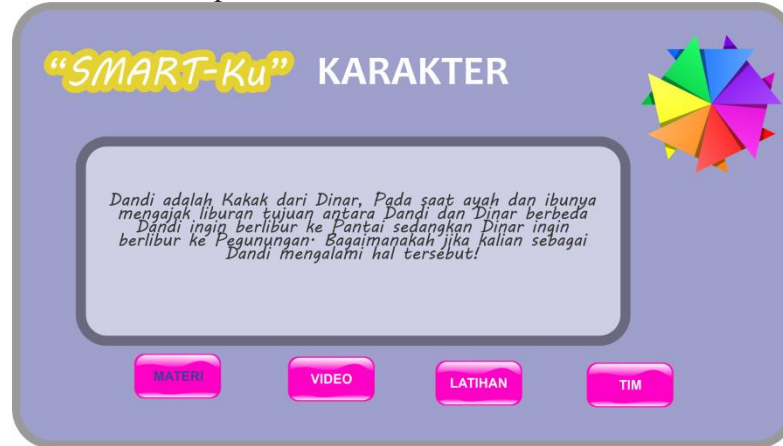 “SMART-Ku” KARAKTER
Dandi adalah Kakak dari Dinar, Pada saat ayah dan ibunya
mengajak liburan tujuan antara Dandi dan Dinar berbeda
Dandi ingin berlibur ke Pantai sedangkan Dinar ingin
berlibur ke Pegunungan. Bagaimanakah jika kalian sebagai
Dandi mengalami hal tersebut!
MATERI
VIDEO
LATIHAN
TIM